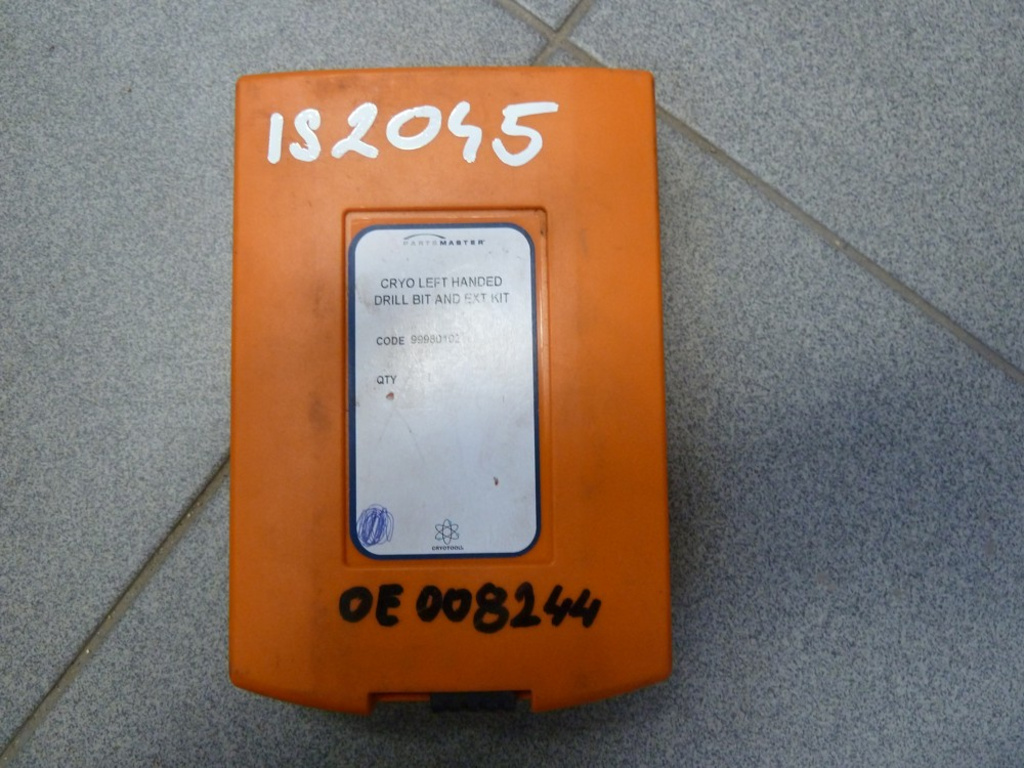 IS2045
PARTSMASTER
CRYO LEFT HANDED
DRILL BIT AND EXT KIT
CODE
QTY
CRYOTOOL
OE 008244